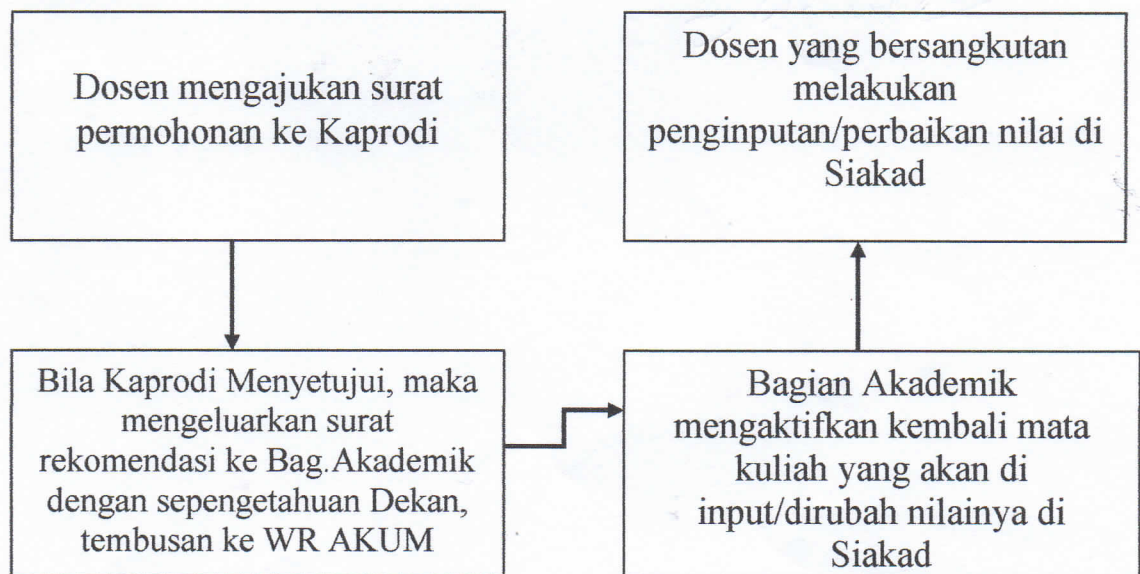 Dosen mengajukan surat
permohonan ke Kaprodi
Bila Kaprodi Menyetujui, maka
mengeluarkan surat
rekomendasi ke Bag.Akademik
dengan sepengetahuan Dekan,
tembusan ke WR AKUM
Bagian Akademik
mengaktifkan kembali mata
kuliah yang akan di
input/dirubah nilainya di
Siakad
Dosen yang bersangkutan
melakukan
penginputan/perbaikan nilai di
Siakad